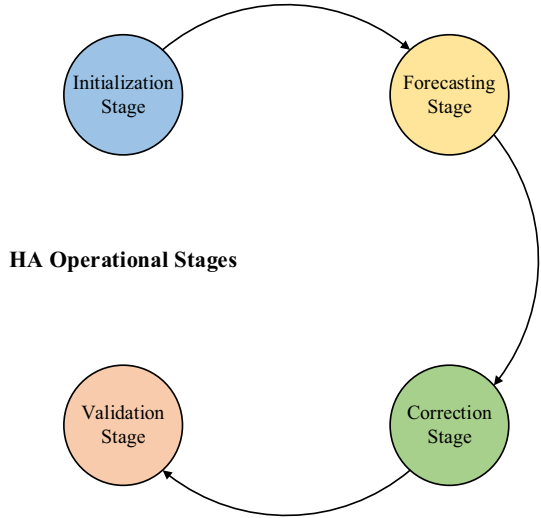 Initialization
Stage
Forecasting
Stage
HA Operational Stages
Validation
Stage
Correction
Stage